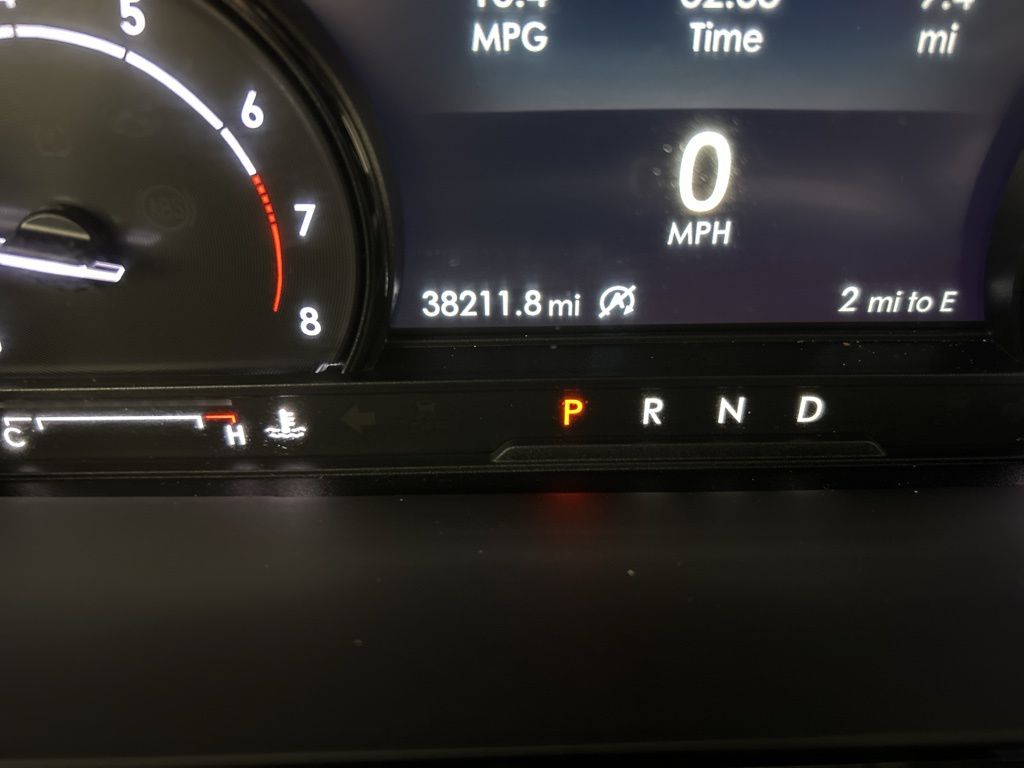 5
6
7
8
MPG
Time
mi
0
MPH
38211.8 mi
2 mi to E
C
H
P R N D